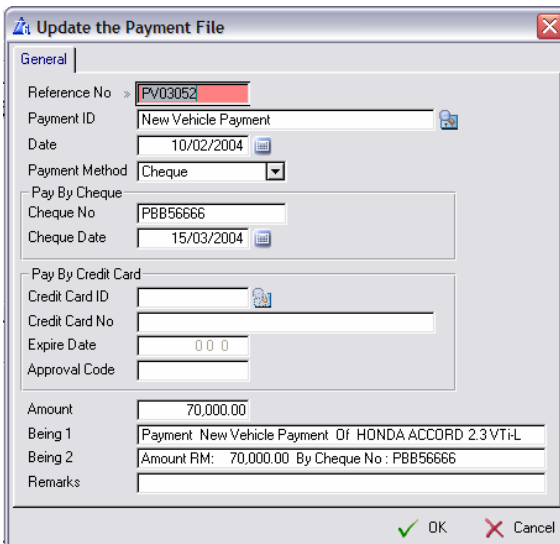 Update the Payment File
General
Reference No » PV03052
Payment ID New Vehicle Payment
Date 10/02/2004
Payment Method Cheque
Pay By Cheque
Cheque No PBB56666
Cheque Date 15/03/2004
Pay By Credit Card
Credit Card ID
Credit Card No
Expire Date 0 0 0
Approval Code
Amount 70,000.00
Being 1 Payment New Vehicle Payment Of HONDA ACCORD 2.3 VTi-L
Being 2 Amount RM: 70,000.00 By Cheque No : PBB56666
Remarks
OK Cancel